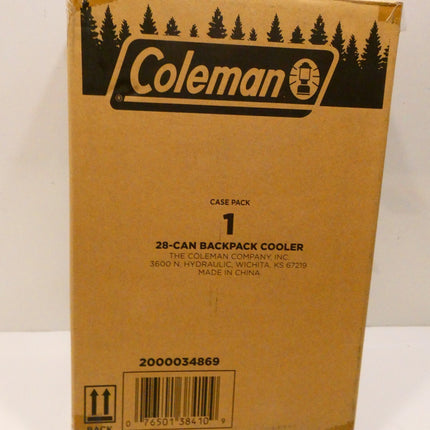 Coleman
CASE PACK
1
28-CAN BACKPACK COOLER
THE COLEMAN COMPANY, INC.
3600 N. HYDRAULIC, WICHITA, KS 67219
MADE IN CHINA
2000034869
0 76501 38410 9
BACK